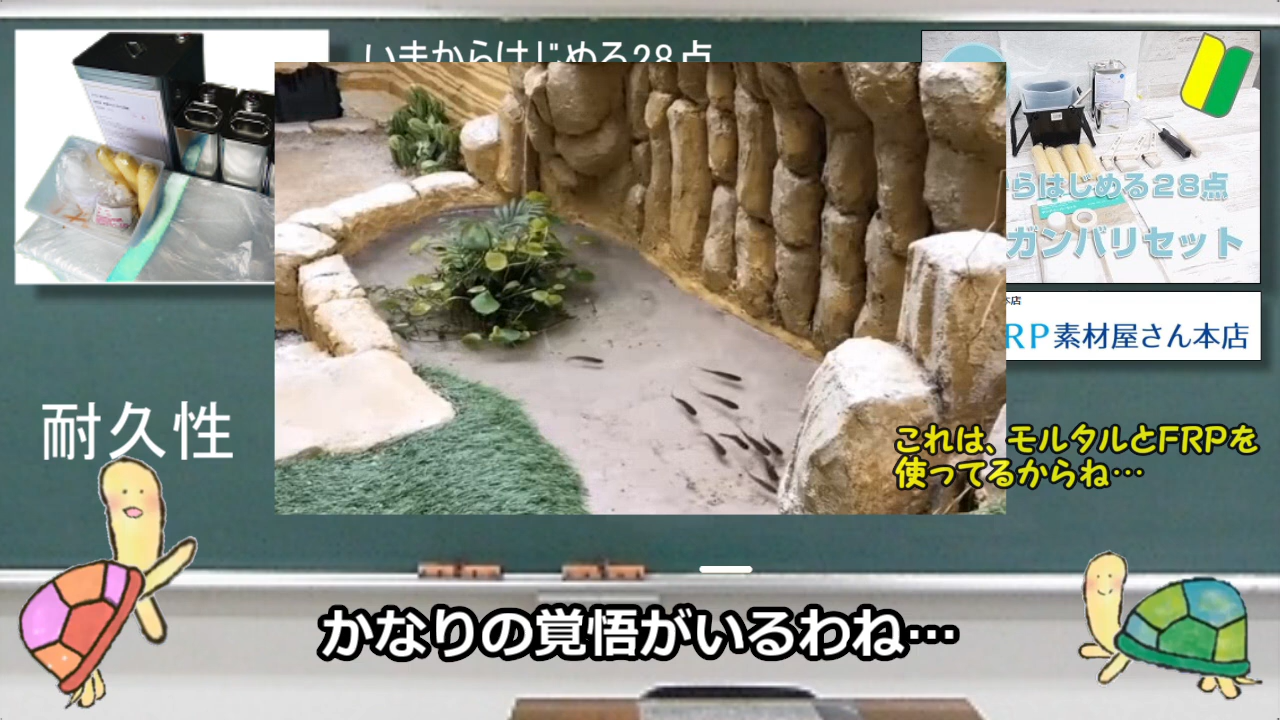 いまからはじめる28点
らはじめる28点
ガンバリセット
本店
RP素材屋さん本店
耐久性
これは、モルタルとFRPを
使ってるからね…
かなりの覚悟がいるわね…